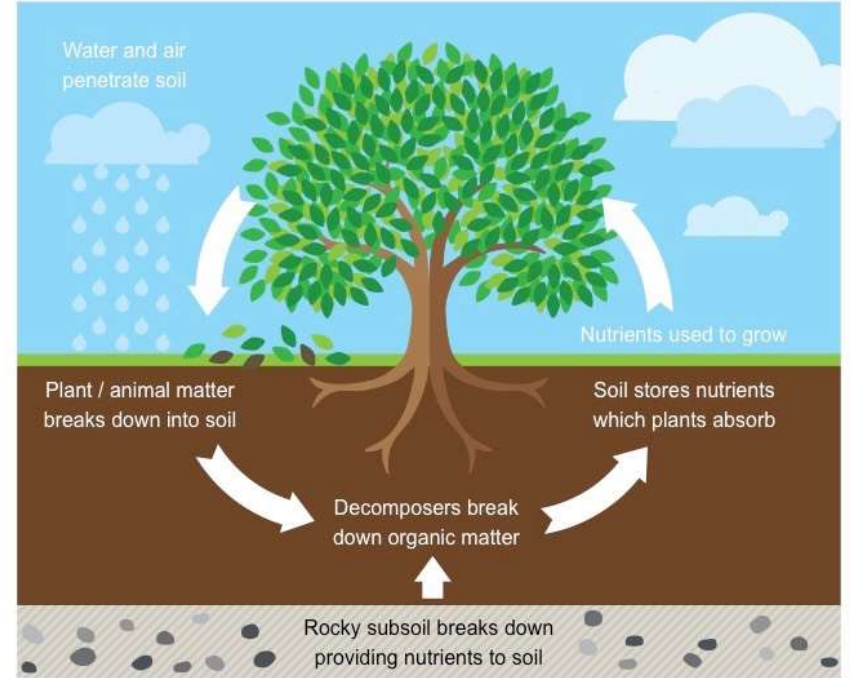 Water and air
penetrate soil
Nutrients used to grow
Plant / animal matter
breaks down into soil
Soil stores nutrients
which plants absorb
Decomposers break
down organic matter
Rocky subsoil breaks down
providing nutrients to soil